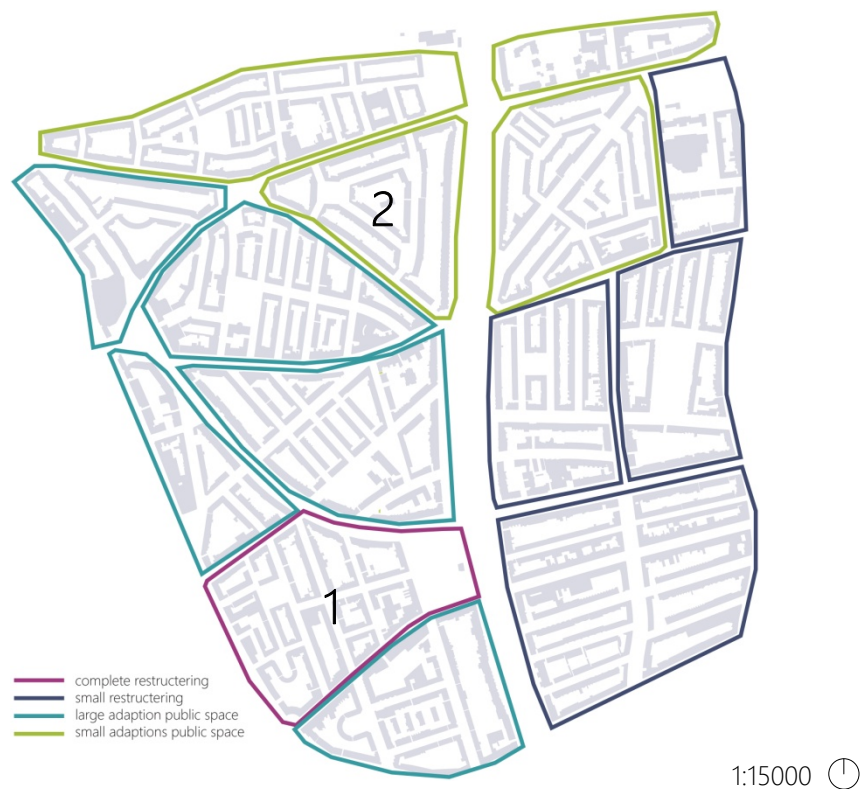 2
1
complete restructering
small restructering
large adaption public space
small adaptions public space
1:15000